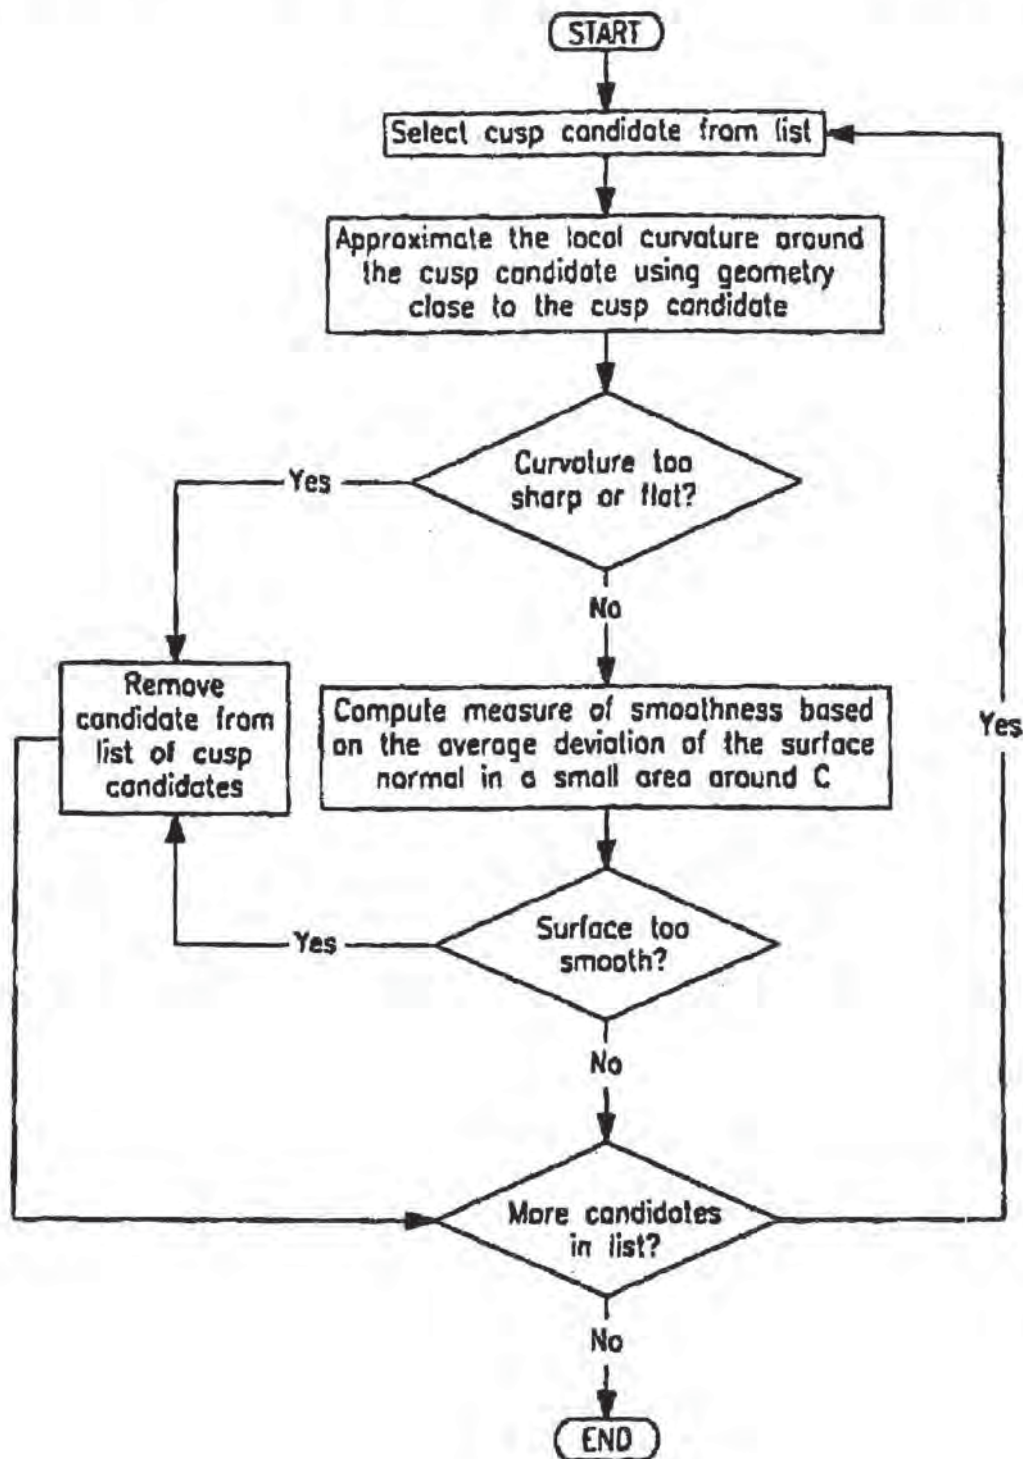 START
Select cusp candidate from list
Approximate the local curvature around
the cusp candidate using geometry
close to the cusp candidate
Curvature too
sharp or flat?
Yes
No
Remove
candidate from
list of cusp
candidates
Compute measure of smoothness based
on the average deviation of the surface
normal in a small area around C
Yes
Surface too
smooth?
Yes
No
More candidates
in list?
No
END